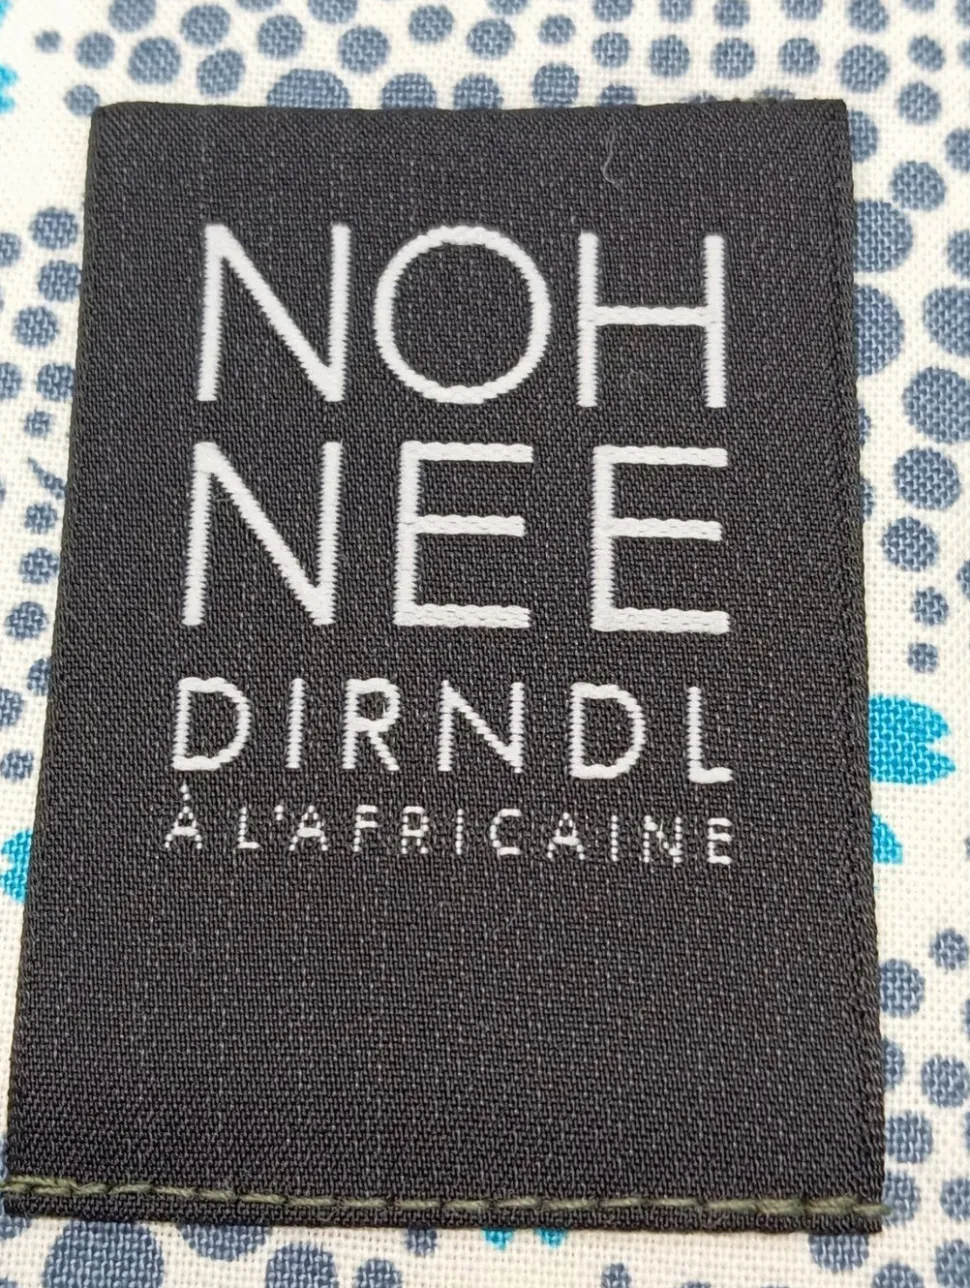 NOH
NEE
DIRNDL
À L'AFRICAINE